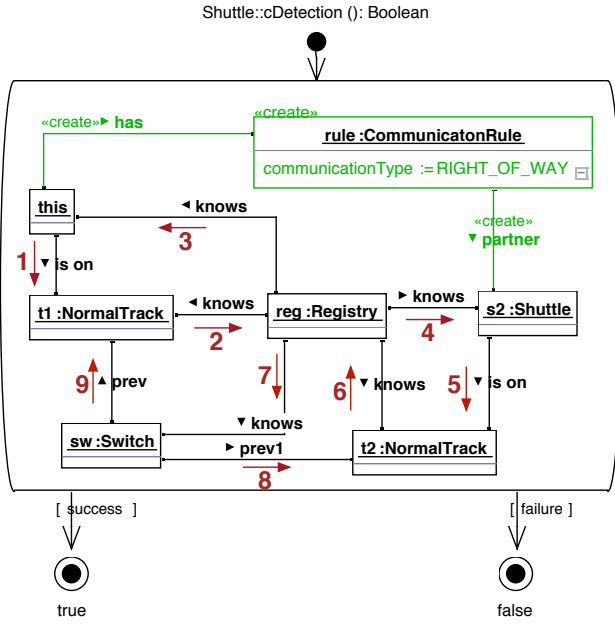 Shuttle::cDetection (): Boolean
«create»
«create» ► has
rule :CommunicatonRule
communicationType := RIGHT_OF_WAY
this
◄ knows
3
«create»
▼ partner
1
▼ is on
t1 :NormalTrack
◄ knows
2
reg :Registry
► knows
4
s2 :Shuttle
9
▲ prev
7
6
▼ knows
5
▼ is on
▼ knows
sw :Switch
► prev1
8
t2 :NormalTrack
[ success ]
[ failure ]
true
false